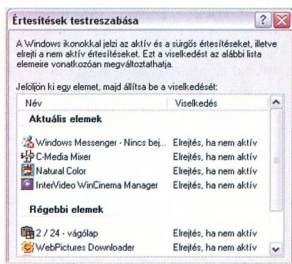 Értesítések testreszabása
A Windows ikonokkal jelzi az aktív és a sürgős értesítéseket, illetve
elrejti a nem aktív értesítéseket. Ezt a viselkedést az alábbi lista
elemeire vonatkozóan megváltoztathatja.
Jelöljön ki egy elemet, majd állítsa be a viselkedését:
Név Viselkedés
Aktuális elemek
Windows Messenger - Nincs bej... Elrejtés, ha nem aktív
C-Media Mixer Elrejtés, ha nem aktív
Natural Color Elrejtés, ha nem aktív
InterVideo WinCinema Manager Elrejtés, ha nem aktív
Régebbi elemek
2 / 24 - vágólap Elrejtés, ha nem aktív
WebPictures Downloader Elrejtés, ha nem aktív